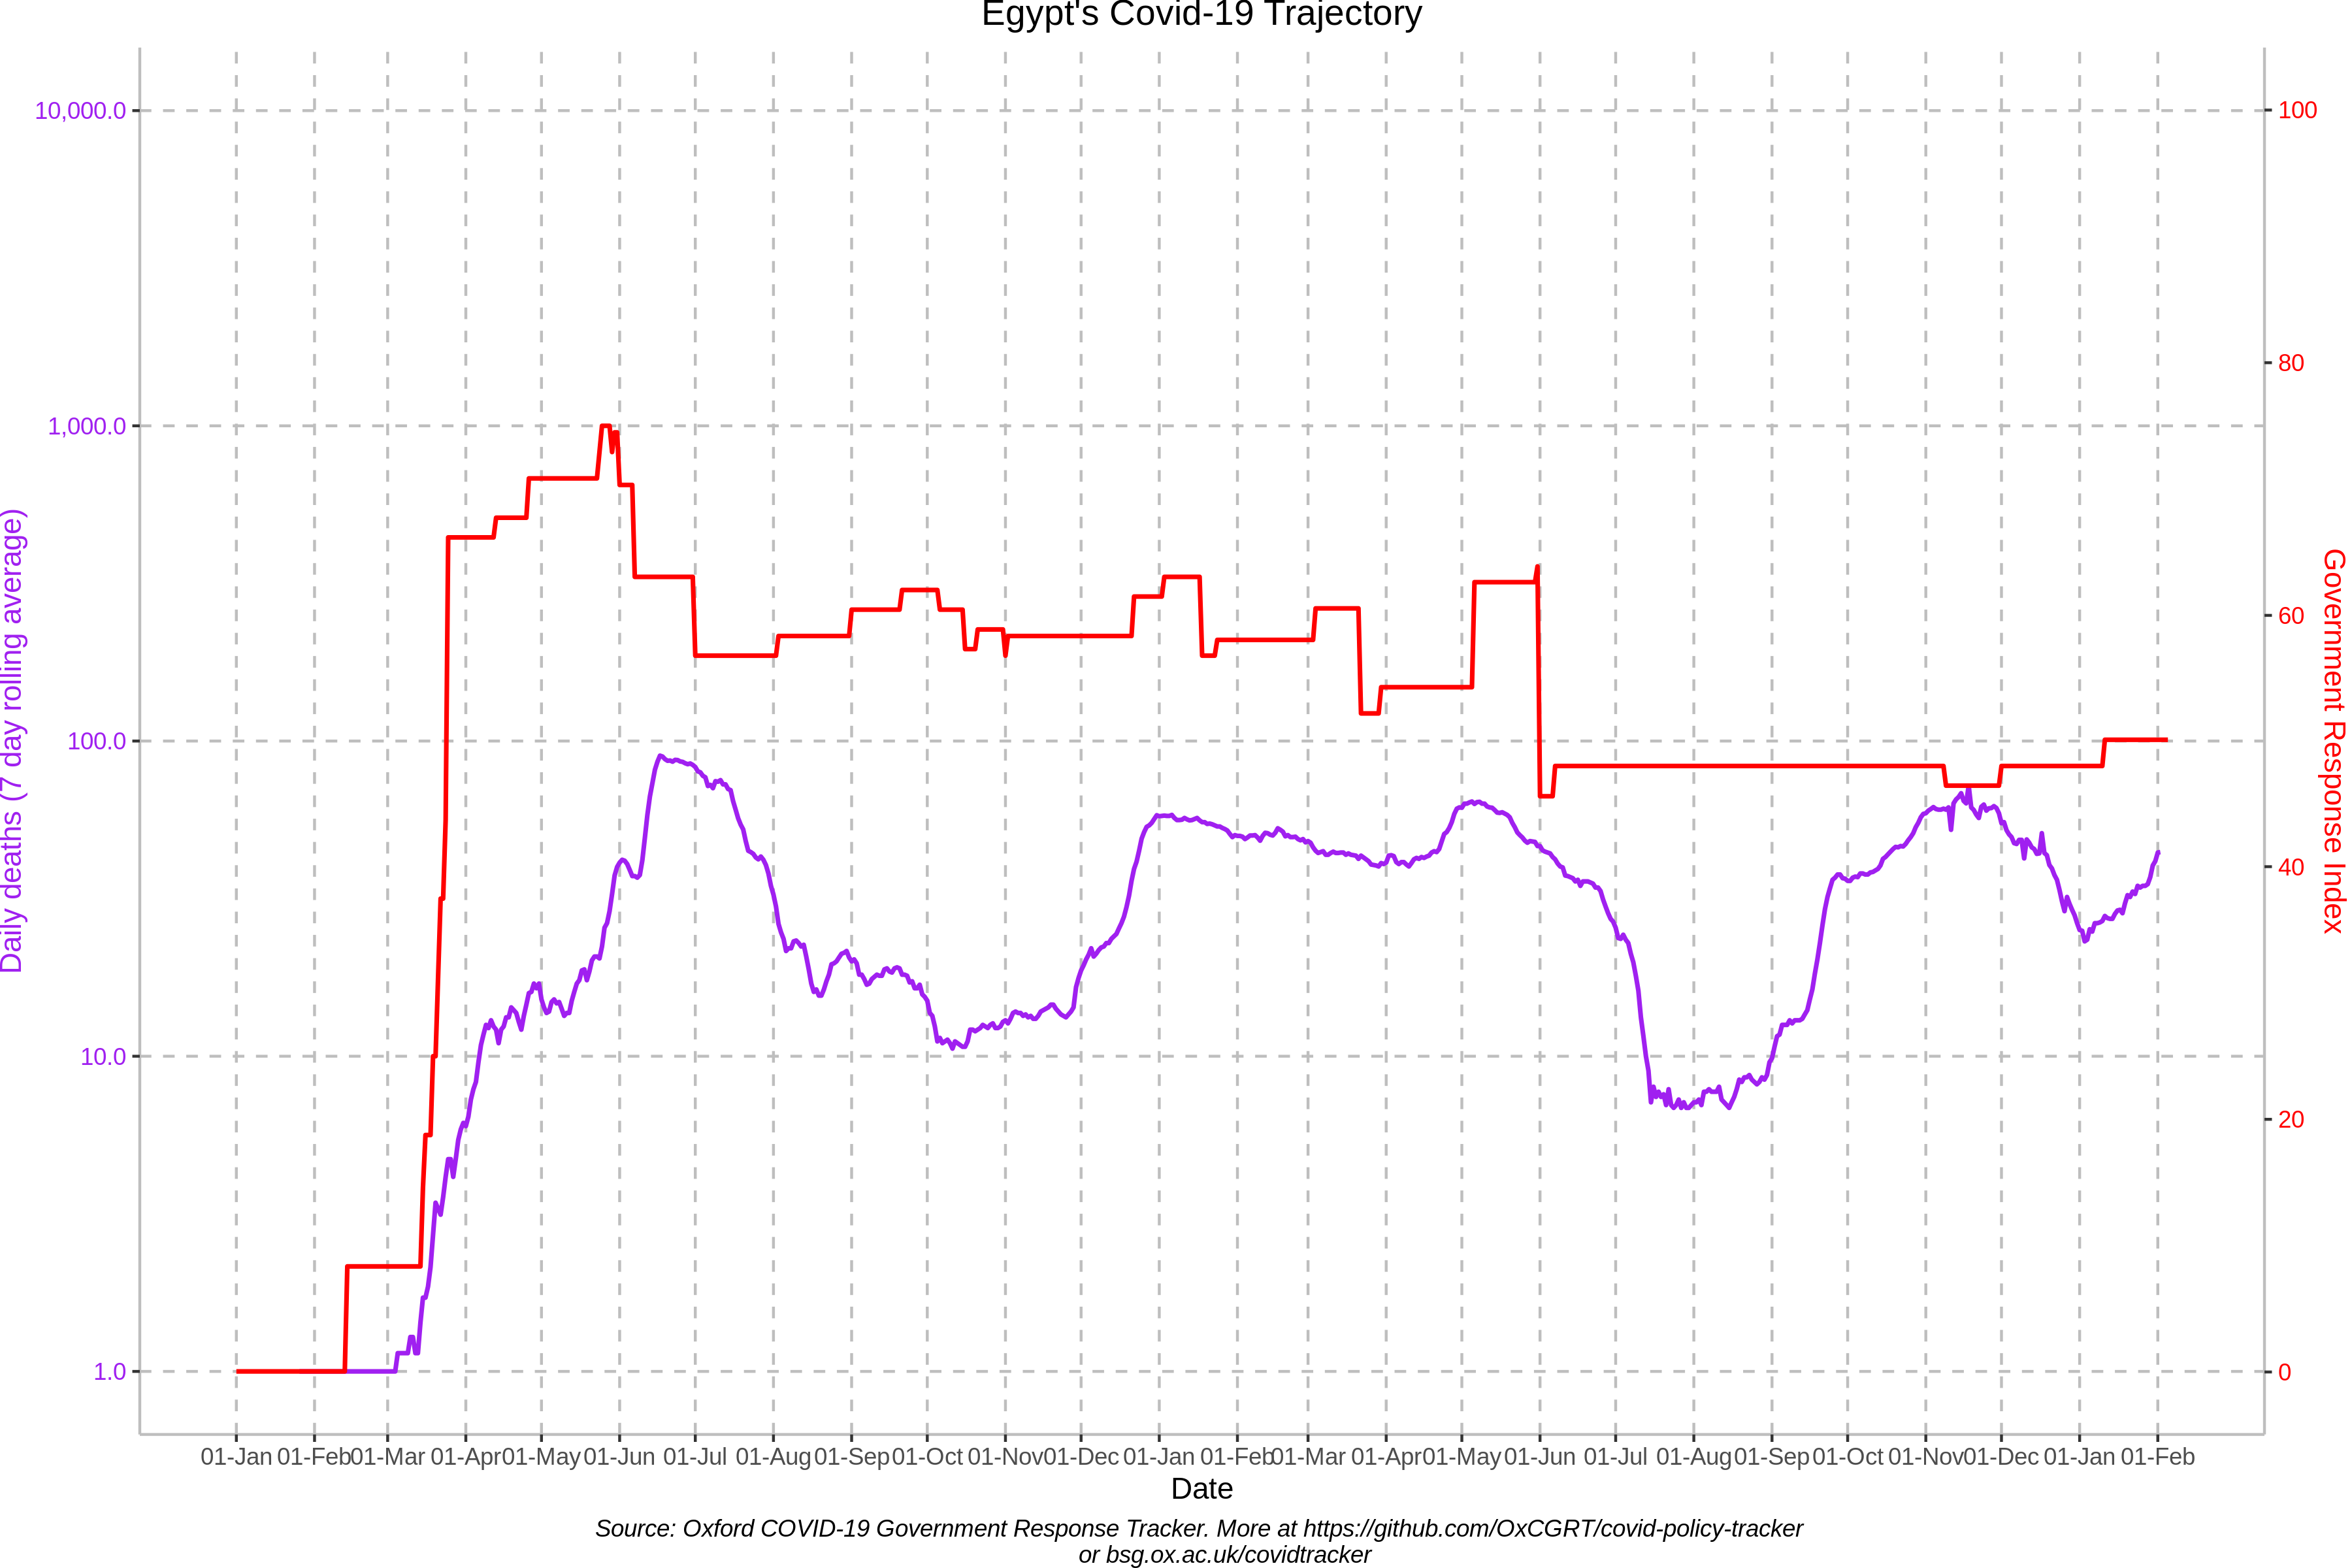 Egypt's Covid-19 Trajectory
10,000.0
1,000.0
100.0
10.0
1.0
Daily deaths (7 day rolling average)
100
80
60
40
20
0
Government Response Index
01-Jan 01-Feb 01-Mar 01-Apr 01-May 01-Jun 01-Jul 01-Aug 01-Sep 01-Oct 01-Nov 01-Dec 01-Jan 01-Feb 01-Mar 01-Apr 01-May 01-Jun 01-Jul 01-Aug 01-Sep 01-Oct 01-Nov 01-Dec 01-Jan 01-Feb
Date
Source: Oxford COVID-19 Government Response Tracker. More at https://github.com/OxCGRT/covid-policy-tracker
or bsg.ox.ac.uk/covidtracker